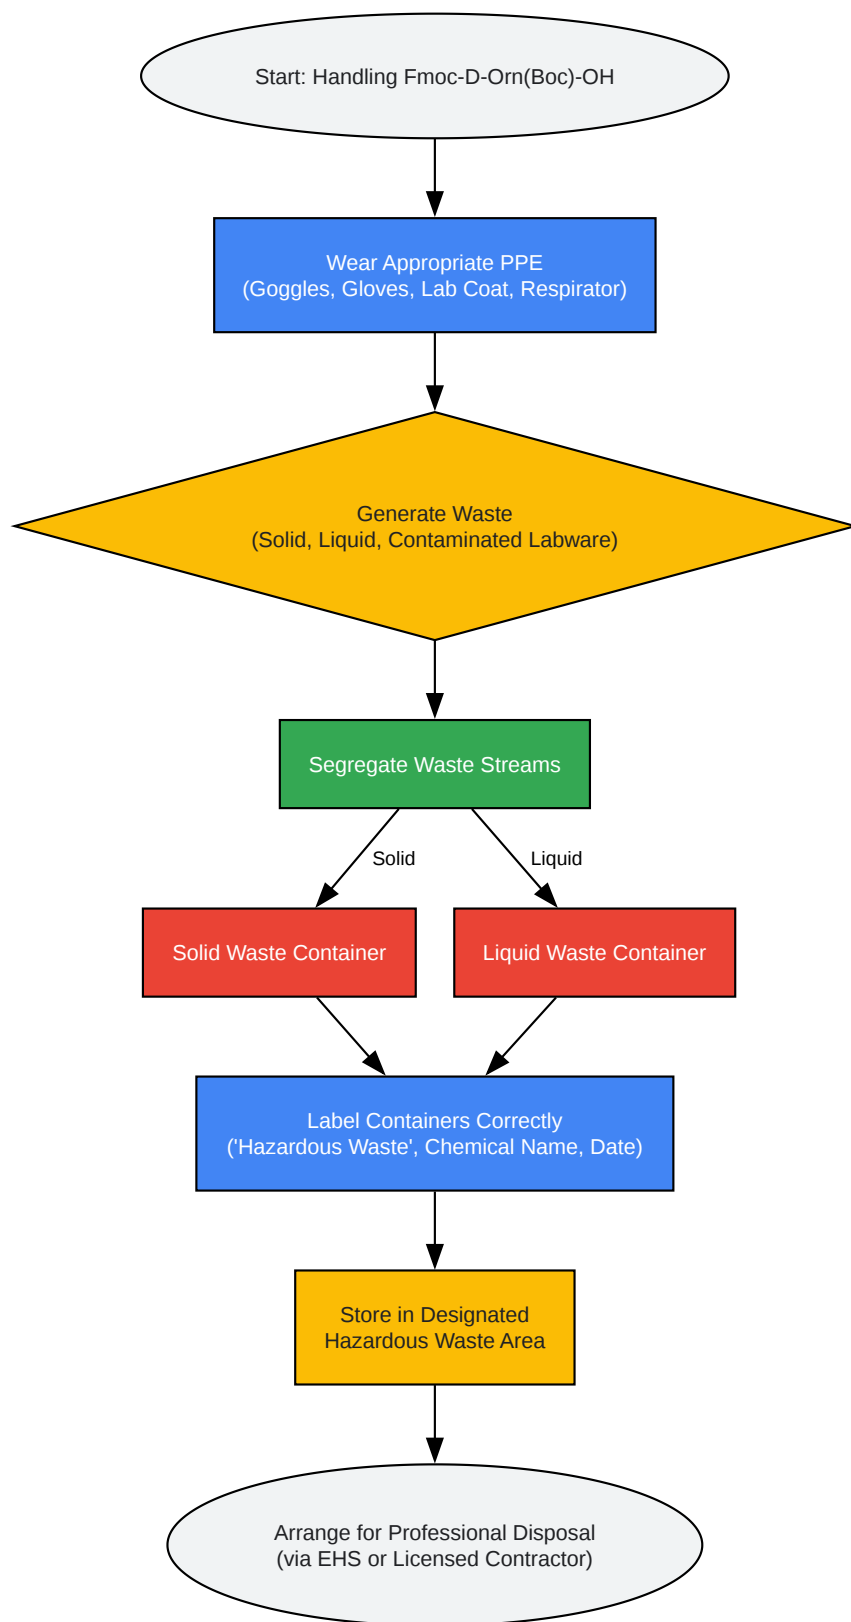 Start: Handling Fmoc-D-Orn(Boc)-OH
Wear Appropriate PPE
(Goggles, Gloves, Lab Coat, Respirator)
Generate Waste
(Solid, Liquid, Contaminated Labware)
Segregate Waste Streams
Solid
Liquid
Solid Waste Container
Liquid Waste Container
Label Containers Correctly
('Hazardous Waste', Chemical Name, Date)
Store in Designated
Hazardous Waste Area
Arrange for Professional Disposal
(via EHS or Licensed Contractor)